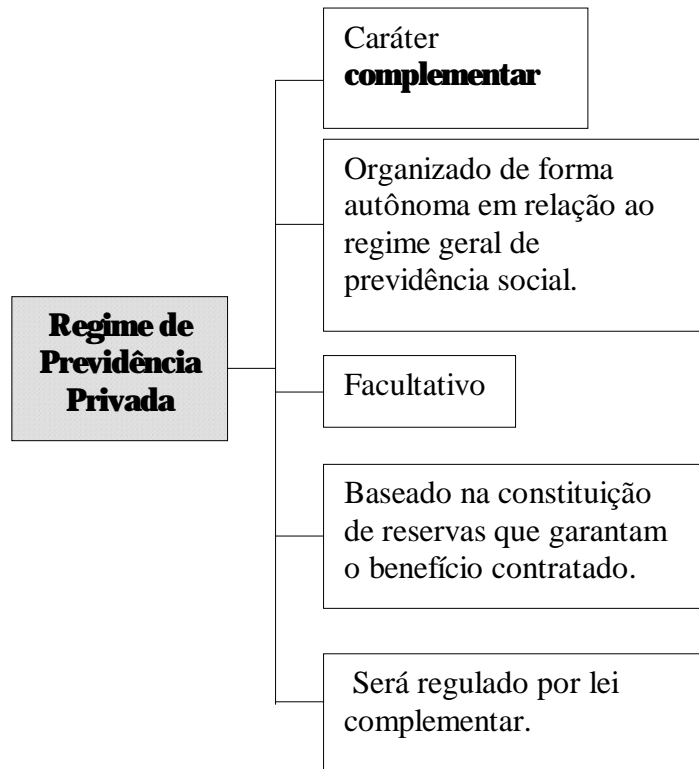 Caráter
complementar
Organizado de forma
autônoma em relação ao
regime geral de
previdência social.
Regime de
Previdência
Privada
Facultativo
Baseado na constituição
de reservas que garantam
o benefício contratado.
Será regulado por lei
complementar.